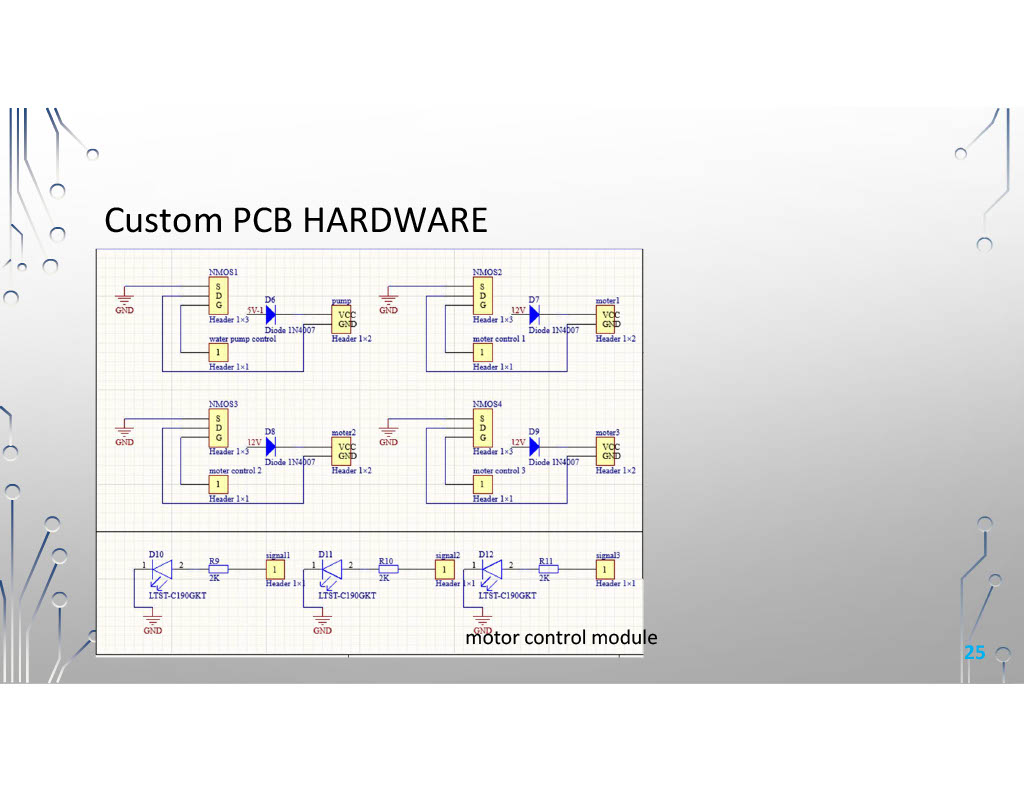 Custom PCB HARDWARE
NMOS1
S
D
G
GND
Header 1×3
5V-1
D6
Diode 1N4007
pump
VCC
GND
Header 1×2
water pump control
1
Header 1×1
NMOS2
S
D
G
GND
Header 1×3
12V
D7
Diode 1N4007
moter1
VCC
GND
Header 1×2
moter control 1
1
Header 1×1
NMOS3
S
D
G
GND
Header 1×3
12V
D8
Diode 1N4007
moter2
VCC
GND
Header 1×2
moter control 2
1
Header 1×1
NMOS4
S
D
G
GND
Header 1×3
12V
D9
Diode 1N4007
moter3
VCC
GND
Header 1×2
moter control 3
1
Header 1×1
D10
1
2
LTST-C190GKT
GND
R9
2K
signal1
1
Header 1×1
D11
1
2
LTST-C190GKT
GND
R10
2K
signal2
1
Header 1×1
D12
1
2
LTST-C190GKT
GND
R11
2K
signal3
1
Header 1×1
motor control module
25